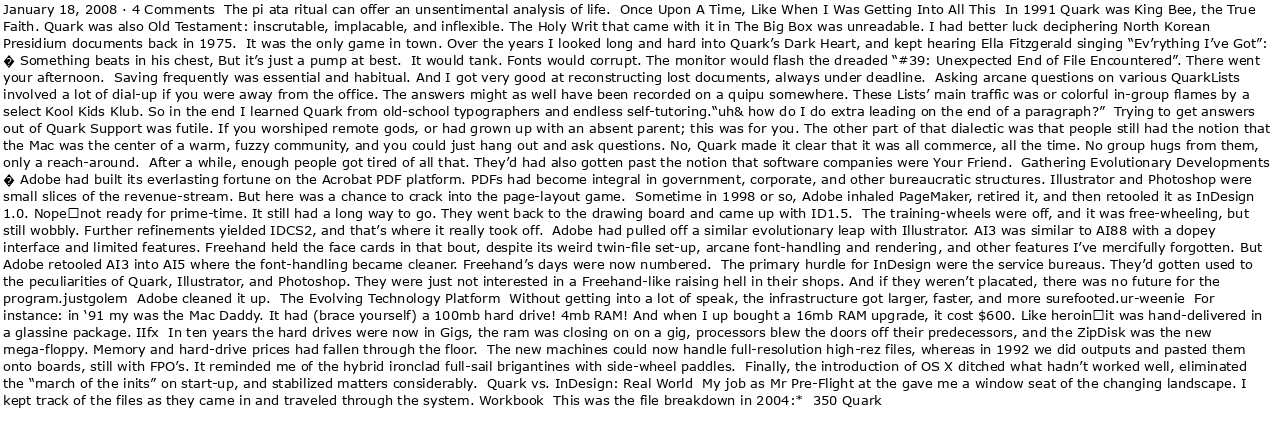 January 18, 2008 · 4 Comments  The pi ata ritual can offer an unsentimental analysis of life.  Once Upon A Time, Like When I Was Getting Into All This  In 1991 Quark was King Bee, the True
Faith. Quark was also Old Testament: inscrutable, implacable, and inflexible. The Holy Writ that came with it in The Big Box was unreadable. I had better luck deciphering North Korean
Presidium documents back in 1975.  It was the only game in town. Over the years I looked long and hard into Quark’s Dark Heart, and kept hearing Ella Fitzgerald singing “Ev’rything I’ve Got”:
� Something beats in his chest, But it’s just a pump at best.  It would tank. Fonts would corrupt. The monitor would flash the dreaded “#39: Unexpected End of File Encountered”. There went
your afternoon.  Saving frequently was essential and habitual. And I got very good at reconstructing lost documents, always under deadline.  Asking arcane questions on various QuarkLists
involved a lot of dial-up if you were away from the office. The answers might as well have been recorded on a quipu somewhere. These Lists’ main traffic was or colorful in-group flames by a
select Kool Kids Klub. So in the end I learned Quark from old-school typographers and endless self-tutoring.“uh& how do I do extra leading on the end of a paragraph?”  Trying to get answers
out of Quark Support was futile. If you worshiped remote gods, or had grown up with an absent parent; this was for you. The other part of that dialectic was that people still had the notion that
the Mac was the center of a warm, fuzzy community, and you could just hang out and ask questions. No, Quark made it clear that it was all commerce, all the time. No group hugs from them,
only a reach-around.  After a while, enough people got tired of all that. They’d had also gotten past the notion that software companies were Your Friend.  Gathering Evolutionary Developments
� Adobe had built its everlasting fortune on the Acrobat PDF platform. PDFs had become integral in government, corporate, and other bureaucratic structures. Illustrator and Photoshop were
small slices of the revenue-stream. But here was a chance to crack into the page-layout game.  Sometime in 1998 or so, Adobe inhaled PageMaker, retired it, and then retooled it as InDesign
1.0. Nope□not ready for prime-time. It still had a long way to go. They went back to the drawing board and came up with ID1.5.  The training-wheels were off, and it was free-wheeling, but
still wobbly. Further refinements yielded IDCS2, and that’s where it really took off.  Adobe had pulled off a similar evolutionary leap with Illustrator. AI3 was similar to AI88 with a dopey
interface and limited features. Freehand held the face cards in that bout, despite its weird twin-file set-up, arcane font-handling and rendering, and other features I’ve mercifully forgotten. But
Adobe retooled AI3 into AI5 where the font-handling became cleaner. Freehand’s days were now numbered.  The primary hurdle for InDesign were the service bureaus. They’d gotten used to
the peculiarities of Quark, Illustrator, and Photoshop. They were just not interested in a Freehand-like raising hell in their shops. And if they weren’t placated, there was no future for the
program.justgolem  Adobe cleaned it up.  The Evolving Technology Platform  Without getting into a lot of speak, the infrastructure got larger, faster, and more surefooted.ur-weenie  For
instance: in ‘91 my was the Mac Daddy. It had (brace yourself) a 100mb hard drive! 4mb RAM! And when I up bought a 16mb RAM upgrade, it cost $600. Like heroin□it was hand-delivered in
a glassine package. IIfx  In ten years the hard drives were now in Gigs, the ram was closing on on a gig, processors blew the doors off their predecessors, and the ZipDisk was the new
mega-floppy. Memory and hard-drive prices had fallen through the floor.  The new machines could now handle full-resolution high-rez files, whereas in 1992 we did outputs and pasted them
onto boards, still with FPO’s. It reminded me of the hybrid ironclad full-sail brigantines with side-wheel paddles.  Finally, the introduction of OS X ditched what hadn’t worked well, eliminated
the “march of the inits” on start-up, and stabilized matters considerably.  Quark vs. InDesign: Real World  My job as Mr Pre-Flight at the gave me a window seat of the changing landscape. I
kept track of the files as they came in and traveled through the system. Workbook  This was the file breakdown in 2004:*  350 Quark